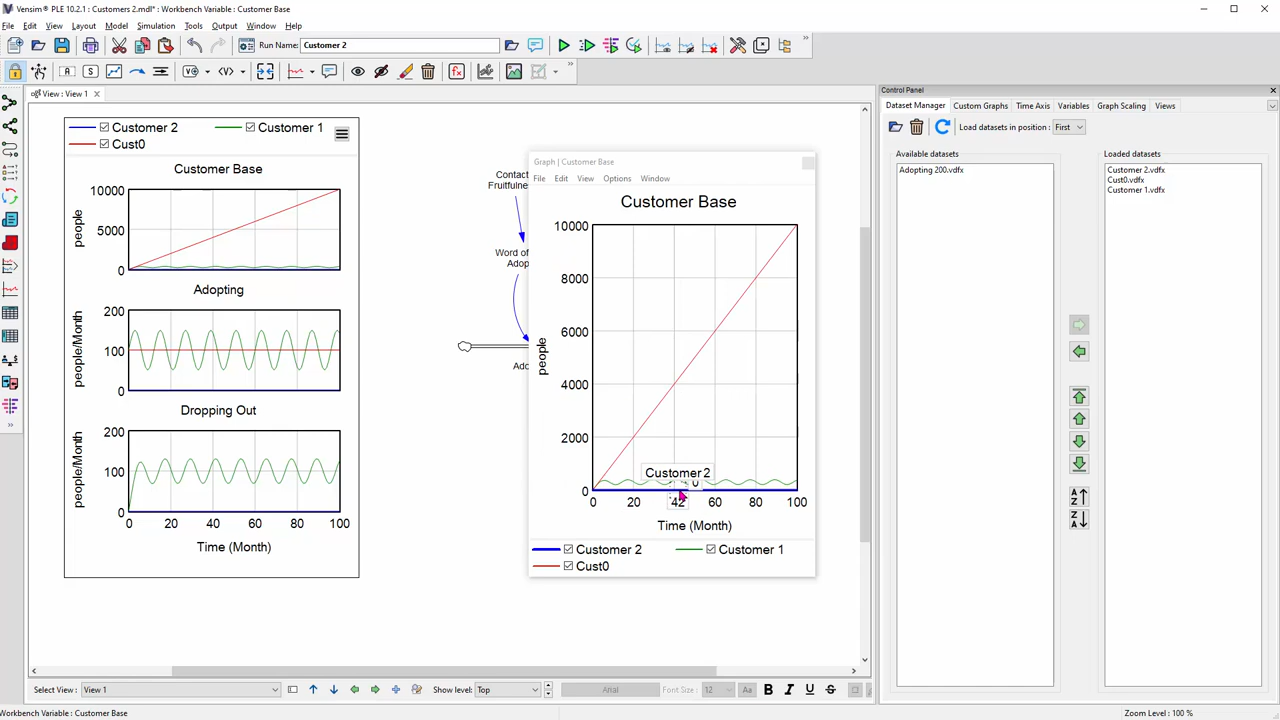 Vensim® PLE 10.2.1 : Customers 2.mdl* : Workbench Variable : Customer Base
File Edit View Layout Model Simulation Tools Output Window Help
Run Name: Customer 2
View : View 1
Customer 2 Customer 1
Cust0
Customer Base
10000
5000
0
people
Adopting
200
100
0
people/Month
Dropping Out
200
100
0
people/Month
0 20 40 60 80 100
Time (Month)
Contact
Fruitfulness
Word of
Adop
Ado
Graph | Customer Base
File Edit View Options Window
Customer Base
10000
8000
6000
4000
2000
0
people
Customer 2
0
0 20 42 60 80 100
Time (Month)
Customer 2 Customer 1
Cust0
Control Panel
Dataset Manager Custom Graphs Time Axis Variables Graph Scaling Views
Load datasets in position : First
Available datasets
Adopting 200.vdfx
Loaded datasets
Customer 2.vdfx
Cust0.vdfx
Customer 1.vdfx
Select View : View 1 Show level: Top Arial Font Size : 12 Aa B I U S
Workbench Variable : Customer Base Zoom Level : 100 %